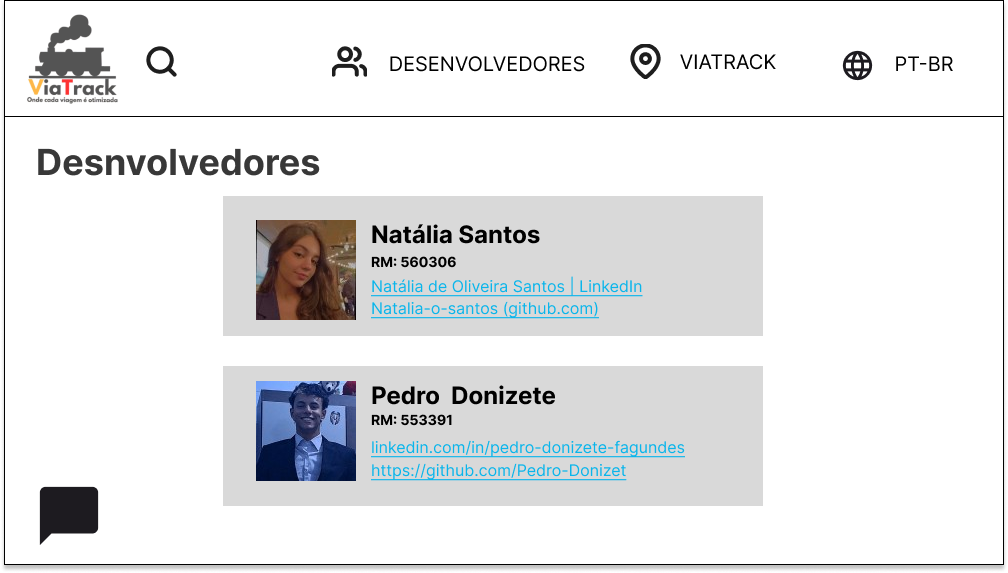 ViaTrack
Onde cada viagem é otimizada
DESENVOLVEDORES
VIATRACK
PT-BR
Desnvolvedores
Natália Santos
RM: 560306
Natália de Oliveira Santos | LinkedIn
Natalia-o-santos (github.com)
Pedro Donizete
RM: 553391
linkedin.com/in/pedro-donizete-fagundes
https://github.com/Pedro-Donizet